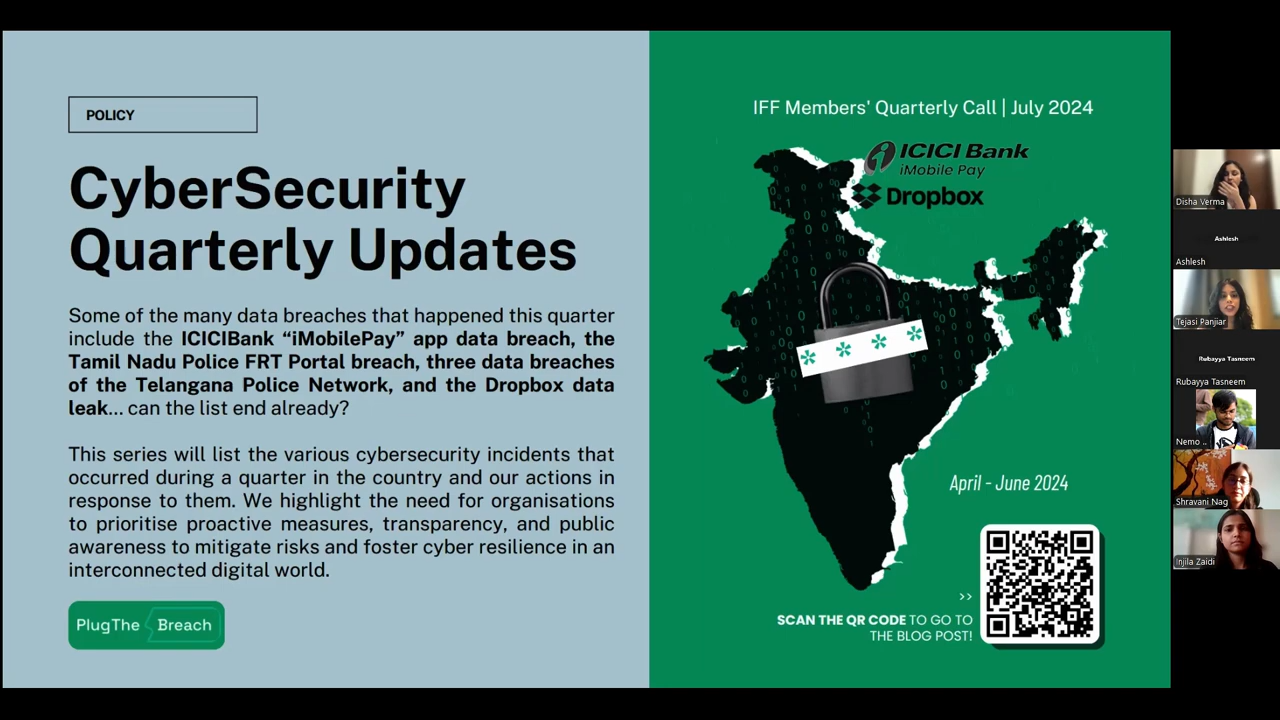 POLICY
CyberSecurity
Quarterly Updates
Some of the many data breaches that happened this quarter
include the ICICIBank “iMobilePay” app data breach, the
Tamil Nadu Police FRT Portal breach, three data breaches
of the Telangana Police Network, and the Dropbox data
leak... can the list end already?
This series will list the various cybersecurity incidents that
occurred during a quarter in the country and our actions in
response to them. We highlight the need for organisations
to prioritise proactive measures, transparency, and public
awareness to mitigate risks and foster cyber resilience in an
interconnected digital world.
PlugThe Breach
IFF Members' Quarterly Call | July 2024
ICICI Bank
iMobile Pay
Dropbox
* * * *
April - June 2024
>>
SCAN THE QR CODE TO GO TO
THE BLOG POST!
Disha Verma
Ashlesh
Ashlesh
Tejasi Panjiar
Rubayya Tasneem
Rubayya Tasneem
Nemo ..
Shravani Nag
Injila Zaidi